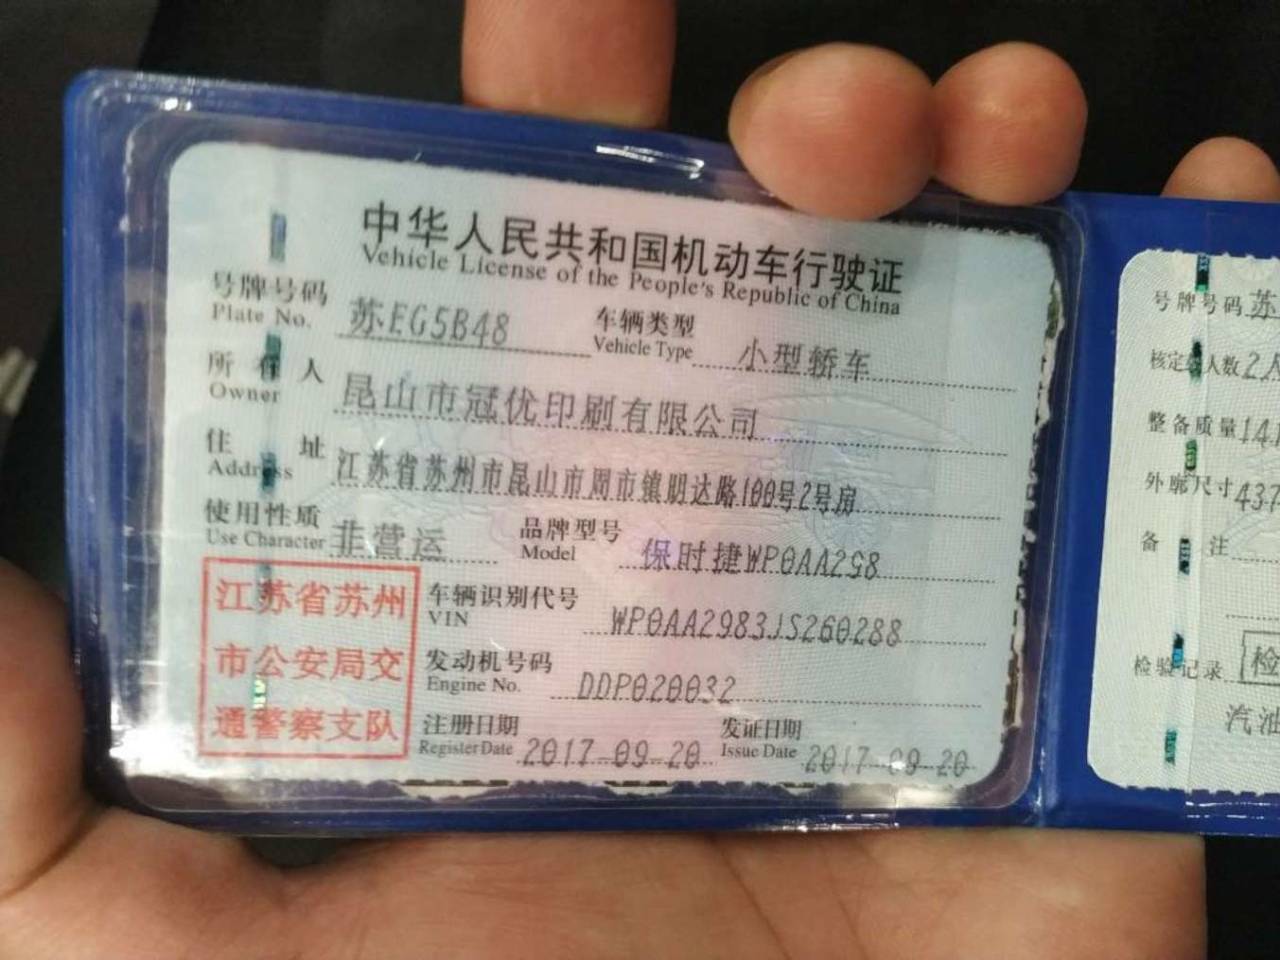 中华人民共和国机动车行驶证
Vehicle License of the People's Republic of China
号牌号码 苏EG5B48 车辆类型 小型轿车
Plate No. Vehicle Type
所有人 昆山市冠优印刷有限公司
Owner
住址 江苏省苏州市昆山市周市镇明达路100号2号房
Address
使用性质 非营运 品牌型号 保时捷WP0AA298
Use Character Model
江苏省苏州
市公安局交
通警察支队
车辆识别代号 WP0AA2983JS260288
VIN
发动机号码 DDP020032
Engine No.
注册日期 2017-09-20 发证日期 2017-09-20
Register Date Issue Date
号牌号码 苏
核定载人数 2人
整备质量 141
外廓尺寸 437
备注
检验记录 检
汽油